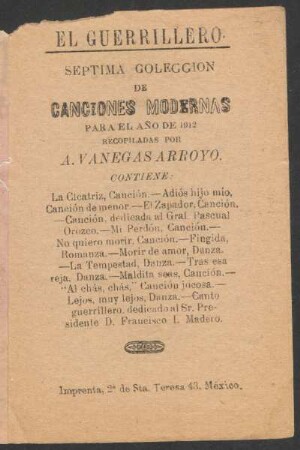 EL GUERRILLERO.
SEPTIMA COLECCION
DE
CANCIONES MODERNAS
PARA EL AÑO DE 1912
RECOPILADAS POR
A. VANEGAS ARROYO.
CONTIENE:
La Cicatriz, Canción.—Adiós hijo mío,
Canción de menor.—El Zapador, Canción.
—Canción, dedicada al Gral. Pascual
Orozco.—Mi Perdón, Canción.—
No quiero morir, Canción.—Fingida,
Romanza.—Morir de amor, Danza.
—La Tempestad, Danza.—Tras esa
reja, Danza.—Maldita seas, Canción.—
"Al chás, chás," Canción jocosa.—
Lejos, muy lejos, Danza.—Canto
guerrillero, dedicado al Sr. Pre-
sidente D. Francisco I. Madero.
Imprenta, 2ª de Sta. Teresa 43. México.